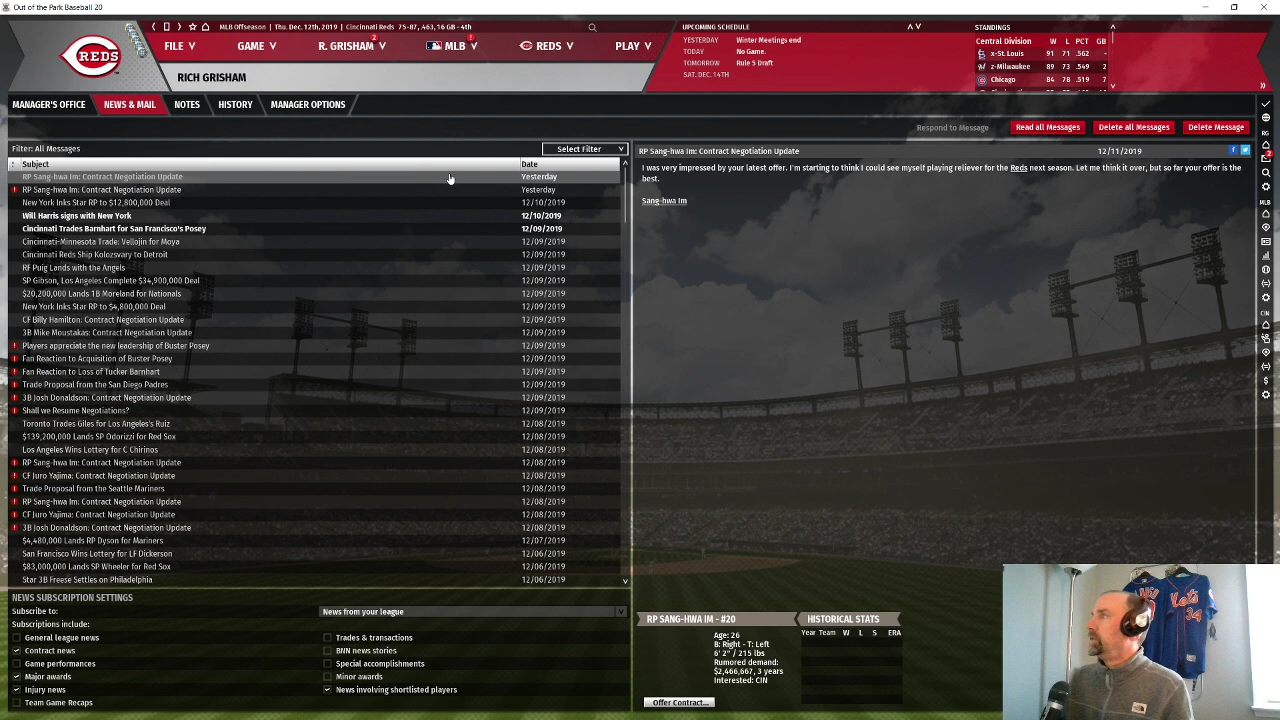 Out of the Park Baseball 20
MLB Offseason | Thu. Dec. 12th, 2019 | Cincinnati Reds 75-87, .463, 16 GB - 4th
REDS
FILE GAME R. GRISHAM 2 MLB ! REDS PLAY
RICH GRISHAM
UPCOMING SCHEDULE
YESTERDAY Winter Meetings end
TODAY No Game.
TOMORROW Rule 5 Draft
SAT. DEC. 14TH
STANDINGS
Central Division W L PCT GB
x-St.Louis 91 71 .562 -
z-Milwaukee 89 73 .549 2
Chicago 84 78 .519 7
MANAGER'S OFFICE NEWS & MAIL NOTES HISTORY MANAGER OPTIONS
Respond to Message Read all Messages Delete all Messages Delete Message
Filter: All Messages Select Filter
: Subject Date
RP Sang-hwa Im: Contract Negotiation Update Yesterday
RP Sang-hwa Im: Contract Negotiation Update Yesterday
New York Inks Star RP to $12,800,000 Deal 12/10/2019
Will Harris signs with New York 12/10/2019
Cincinnati Trades Barnhart for San Francisco's Posey 12/09/2019
Cincinnati-Minnesota Trade: Vellojin for Moya 12/09/2019
Cincinnati Reds Ship Kolozsvary to Detroit 12/09/2019
RF Puig Lands with the Angels 12/09/2019
SP Gibson, Los Angeles Complete $34,900,000 Deal 12/09/2019
$20,200,000 Lands 1B Moreland for Nationals 12/09/2019
New York Inks Star RP to $4,800,000 Deal 12/09/2019
CF Billy Hamilton: Contract Negotiation Update 12/09/2019
3B Mike Moustakas: Contract Negotiation Update 12/09/2019
Players appreciate the new leadership of Buster Posey 12/09/2019
Fan Reaction to Acquisition of Buster Posey 12/09/2019
Fan Reaction to Loss of Tucker Barnhart 12/09/2019
Trade Proposal from the San Diego Padres 12/09/2019
3B Josh Donaldson: Contract Negotiation Update 12/09/2019
Shall we Resume Negotiations? 12/09/2019
Toronto Trades Giles for Los Angeles's Ruiz 12/08/2019
$139,200,000 Lands SP Odorizzi for Red Sox 12/08/2019
Los Angeles Wins Lottery for C Chirinos 12/08/2019
RP Sang-hwa Im: Contract Negotiation Update 12/08/2019
CF Juro Yajima: Contract Negotiation Update 12/08/2019
Trade Proposal from the Seattle Mariners 12/08/2019
RP Sang-hwa Im: Contract Negotiation Update 12/08/2019
CF Juro Yajima: Contract Negotiation Update 12/08/2019
3B Josh Donaldson: Contract Negotiation Update 12/08/2019
$4,480,000 Lands RP Dyson for Mariners 12/07/2019
San Francisco Wins Lottery for LF Dickerson 12/06/2019
$83,000,000 Lands SP Wheeler for Red Sox 12/06/2019
Star 3B Freese Settles on Philadelphia 12/06/2019
RP Sang-hwa Im: Contract Negotiation Update 12/11/2019
I was very impressed by your latest offer. I'm starting to think I could see myself playing reliever for the Reds next season. Let me think it over, but so far your offer is the
best.
Sang-hwa Im
RG
MLB
CIN
NEWS SUBSCRIPTION SETTINGS
Subscribe to: News from your league
Subscriptions include:
General league news Trades & transactions
Contract news BNN news stories
Game performances Special accomplishments
Major awards Minor awards
Injury news News involving shortlisted players
Team Game Recaps
RP SANG-HWA IM - #20
Age: 26
B: Right - T: Left
6' 2" / 215 lbs
Rumored demand:
$2,466,667, 3 years
Interested: CIN
Offer Contract...
HISTORICAL STATS
Year Team W L S ERA
Mets
34